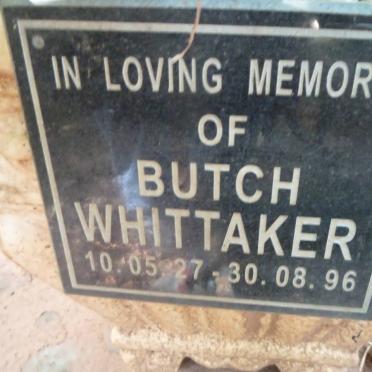 IN LOVING MEMOR
OF
BUTCH
WHITTAKER
10.05.27 - 30.08.96